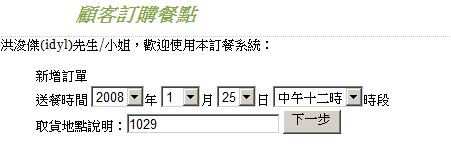 顧客訂購餐點
洪浚傑(idyl)先生/小姐，歡迎使用本訂餐系統：
新增訂單
送餐時間 2008 年 1 月 25 日 中午十二時 時段
取貨地點說明：1029 下一步